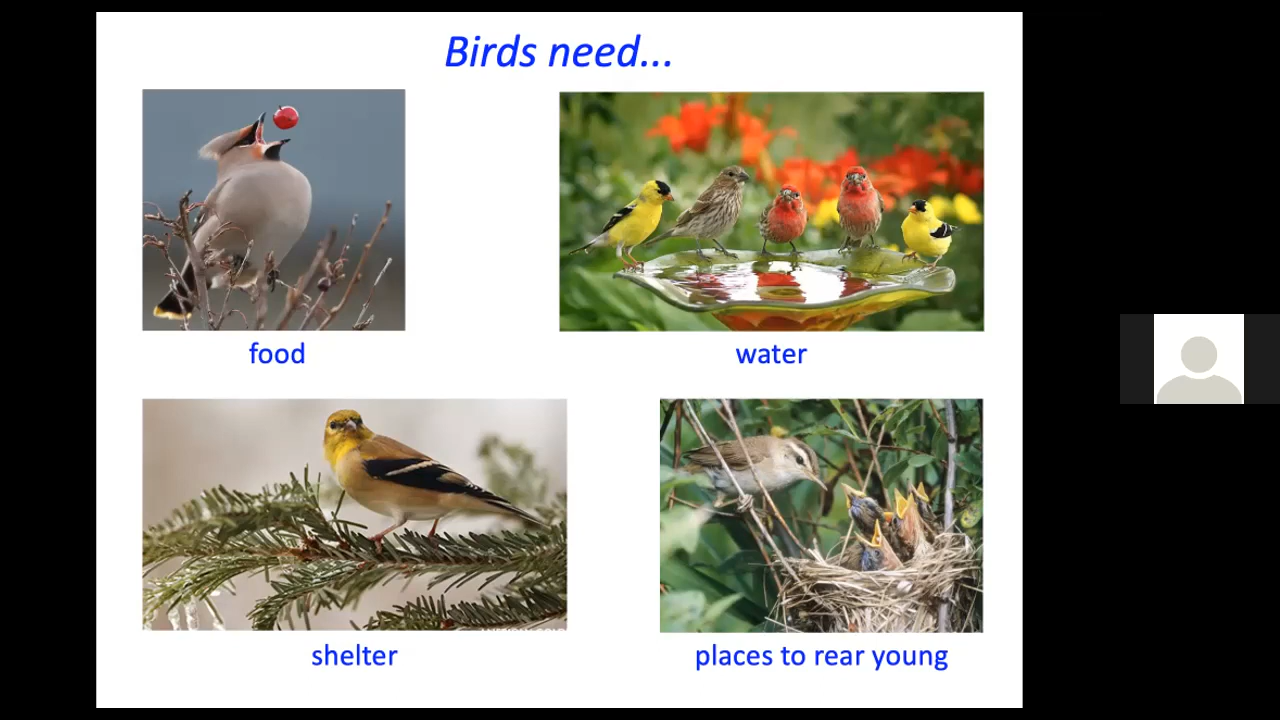 Birds need...
food
water
shelter
places to rear young